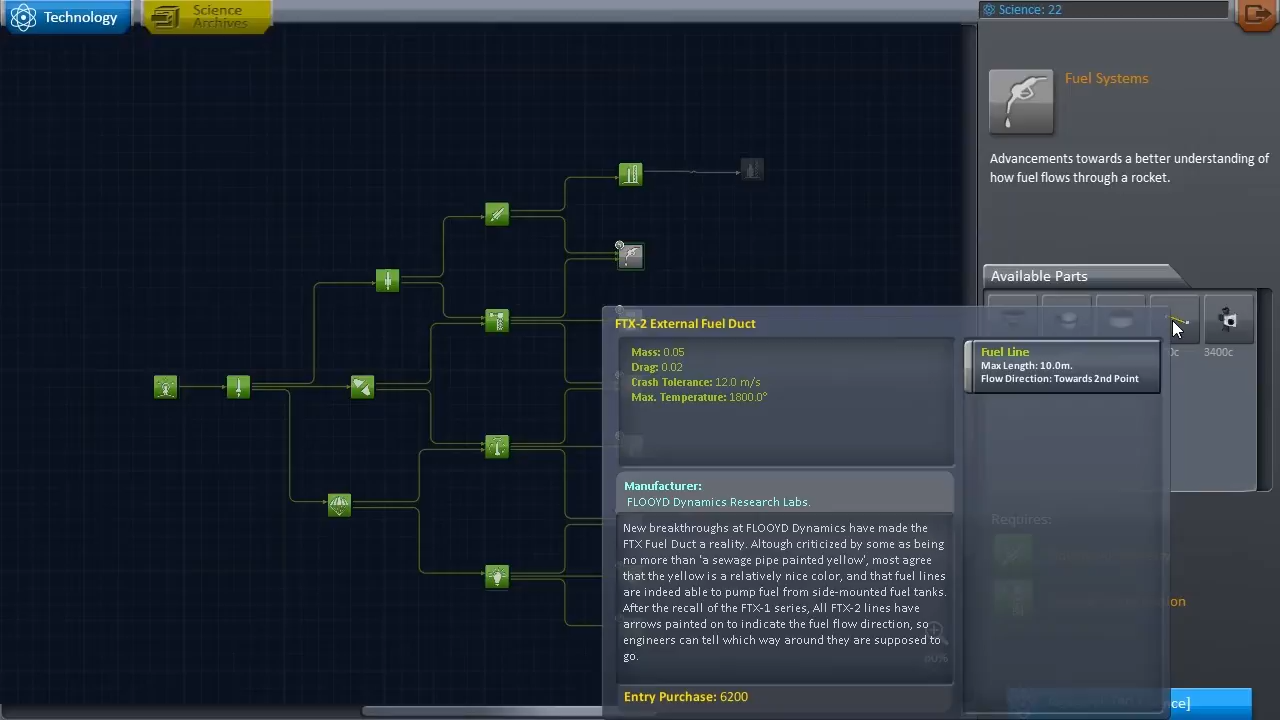 Technology
Science
Archives
Science: 22
Fuel Systems
Advancements towards a better understanding of
how fuel flows through a rocket.
Available Parts
3400c
FTX-2 External Fuel Duct
Mass: 0.05
Drag: 0.02
Crash Tolerance: 12.0 m/s
Max. Temperature: 1800.0°
Fuel Line
Max Length: 10.0m.
Flow Direction: Towards 2nd Point
Manufacturer:
FLOOYD Dynamics Research Labs.
New breakthroughs at FLOOYD Dynamics have made the
FTX Fuel Duct a reality. Altough criticized by some as being
no more than 'a sewage pipe painted yellow', most agree
that the yellow is a relatively nice color, and that fuel lines
are indeed able to pump fuel from side-mounted fuel tanks.
After the recall of the FTX-1 series, All FTX-2 lines have
arrows painted on to indicate the fuel flow direction, so
engineers can tell which way around they are supposed to
go.
Entry Purchase: 6200
Requires: